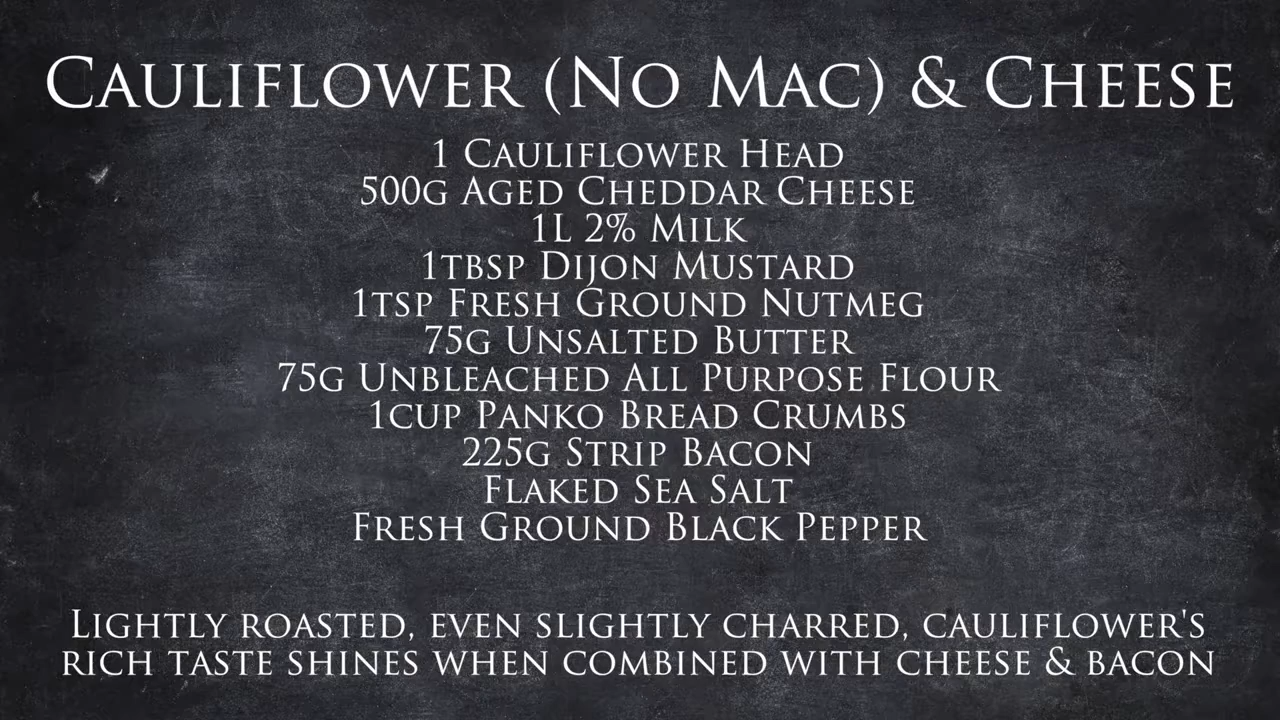 Cauliflower (No Mac) & Cheese
1 Cauliflower Head
500g Aged Cheddar Cheese
1L 2% Milk
1tbsp Dijon Mustard
1tsp Fresh Ground Nutmeg
75g Unsalted Butter
75g Unbleached All Purpose Flour
1cup Panko Bread Crumbs
225g Strip Bacon
Flaked Sea Salt
Fresh Ground Black Pepper
Lightly roasted, even slightly charred, cauliflower's
rich taste shines when combined with cheese & bacon